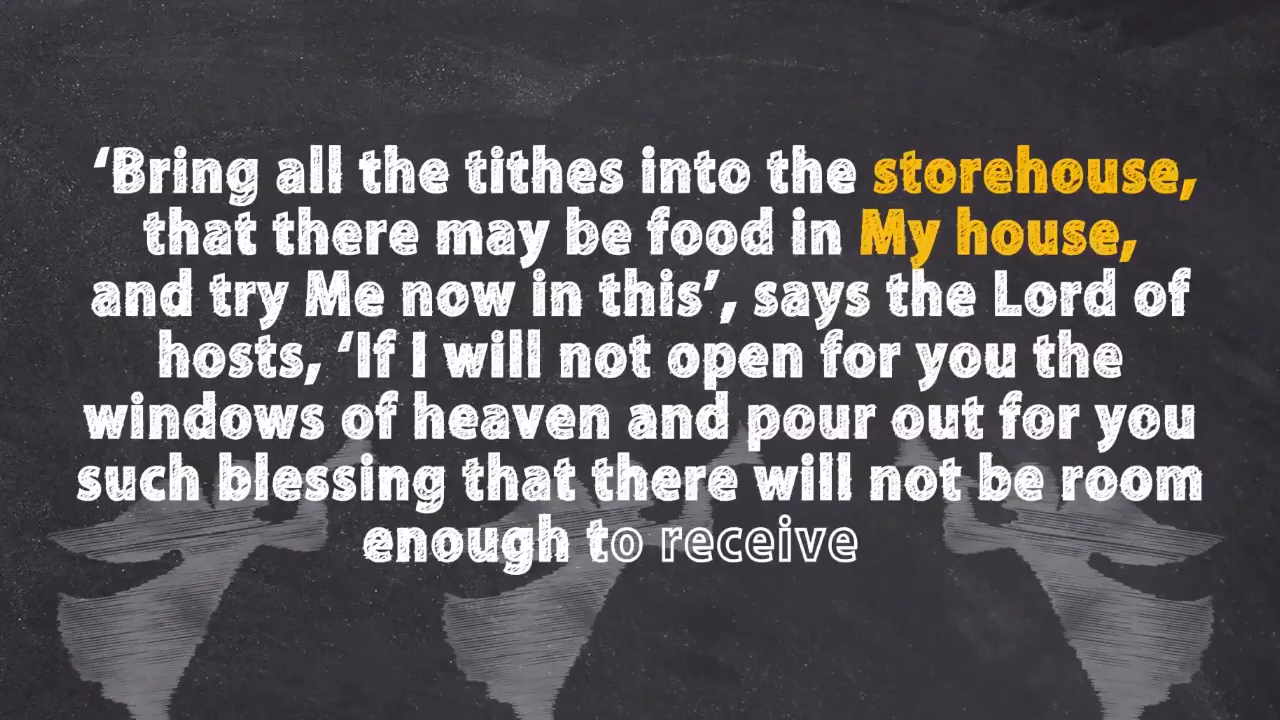 ‘Bring all the tithes into the storehouse,
that there may be food in My house,
and try Me now in this’, says the Lord of
hosts, ‘If I will not open for you the
windows of heaven and pour out for you
such blessing that there will not be room
enough to receive